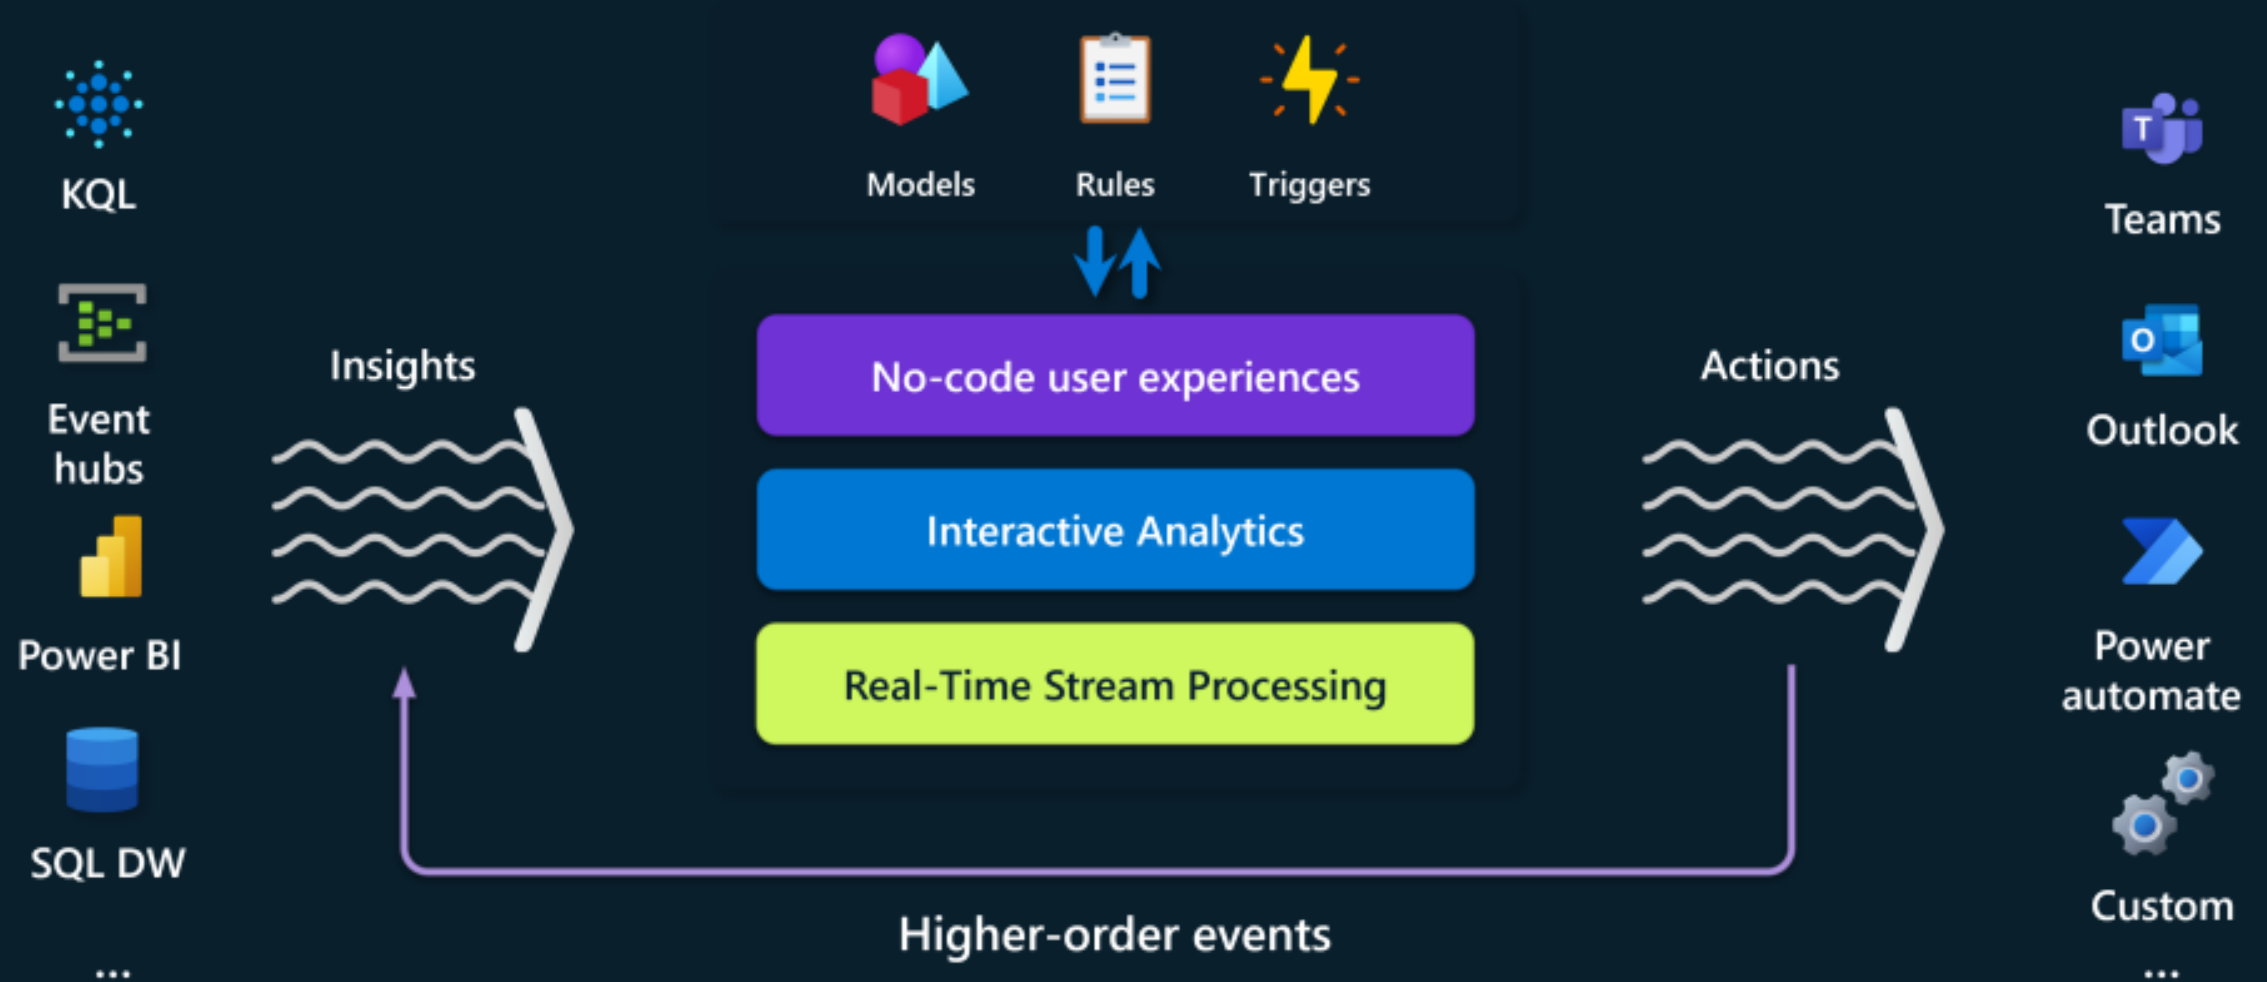 KQL
Event
hubs
Power BI
SQL DW
...
Insights
Models
Rules
Triggers
No-code user experiences
Interactive Analytics
Real-Time Stream Processing
Higher-order events
Actions
T
Teams
O
Outlook
Power
automate
Custom
...